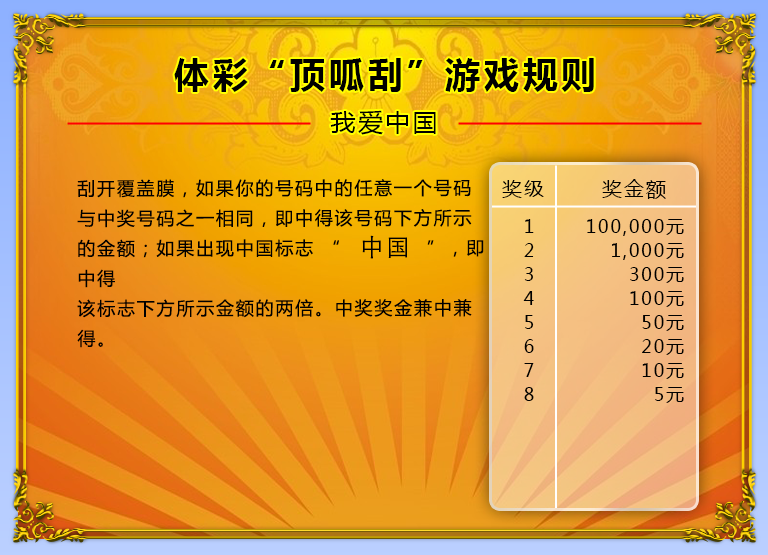 体彩“顶呱刮”游戏规则
我爱中国
刮开覆盖膜，如果你的号码中的任意一个号码
与中奖号码之一相同，即中得该号码下方所示
的金额；如果出现中国标志 “ 中国 ”，即
中得
该标志下方所示金额的两倍。中奖奖金兼中兼
得。
奖级 奖金额
1 100,000元
2 1,000元
3 300元
4 100元
5 50元
6 20元
7 10元
8 5元